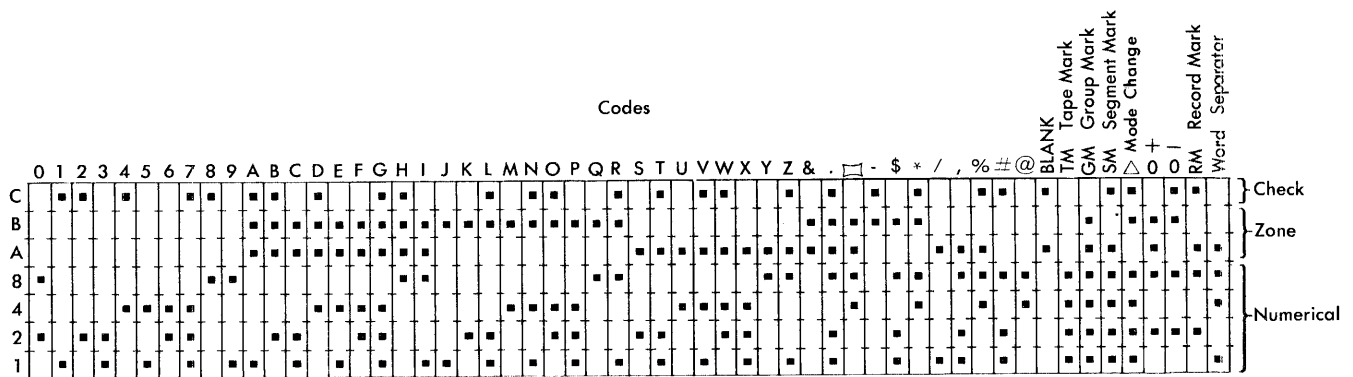 Codes
0 1 2 3 4 5 6 7 8 9 A B C D E F G H I J K L M N O P Q R S T U V W X Y Z & . ⌑ - $ * / , % # @ BLANK TM Tape Mark GM Group Mark SM Segment Mark △ Mode Change 0 + 0 − RM Record Mark Word Separator
C Check
B
Zone
A
8
4
Numerical
2
1